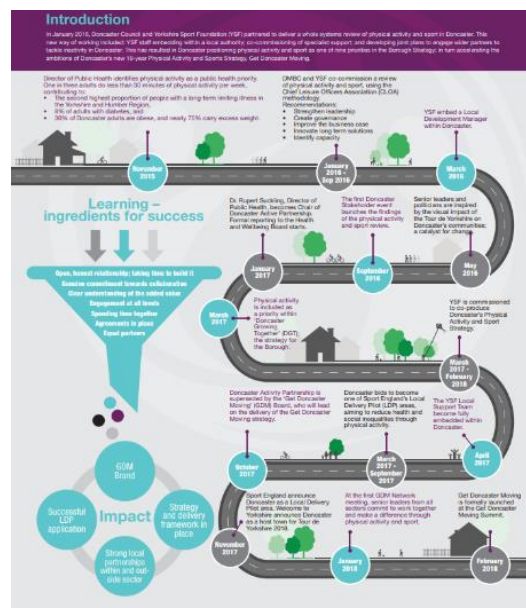 Introduction
In January 2016, Doncaster Council and Yorkshire Sport Foundation (YSF) partnered to deliver a whole systems review of physical activity and sport in Doncaster. This
new way of working included: YSF staff embedding within a local authority; co-commissioning of specialist support; and developing joint plans to engage wider partners to
tackle inactivity in Doncaster. This has resulted in Doncaster positioning physical activity and sport as one of nine priorities in the Borough Strategy; in turn accelerating the
ambitions of Doncaster's new 10-year Physical Activity and Sports Strategy, Get Doncaster Moving.
Director of Public Health identifies physical activity as a public health priority.
One in three adults do less than 30 minutes of physical activity per week,
contributing to:
• The second highest proportion of people with a long term limiting illness in
the Yorkshire and Humber Region,
• 8% of adults with diabetes, and
• 38% of Doncaster adults are obese, and nearly 75% carry excess weight.
November
2015
DMBC and YSF co-commission a review
of physical activity and sport, using the
Chief Leisure Officers Association (CLOA)
methodology.
Recommendations:
• Strengthen leadership
• Create governance
• Improve the business case
• Innovate long term solutions
• Identify capacity
January
2016 -
Sep 2016
YSF embed a Local
Development Manager
within Doncaster.
March
2016
Senior leaders and
politicians are inspired
by the visual impact of
the Tour de Yorkshire on
Doncaster's communities;
a catalyst for change.
May
2016
The first Doncaster
Stakeholder event
launches the findings of
the physical activity
and sport review.
September
2016
Dr. Rupert Suckling, Director of
Public Health, becomes Chair of
Doncaster Active Partnership.
Formal reporting to the Health
and Wellbeing Board starts.
January
2017
Physical activity
is included as
a priority within
'Doncaster
Growing
Together' (DGT);
the strategy for
the Borough.
March
2017
YSF is commissioned
to co-produce
Doncaster's Physical
Activity and Sport
Strategy.
March
2017 -
February
2018
The YSF Local
Support Team
become fully
embedded within
Doncaster.
April
2017
Doncaster bids to become
one of Sport England's Local
Delivery Pilot (LDP) areas,
aiming to reduce health and
social inequalities through
physical activity.
March
2017 -
September
2017
Doncaster Activity Partnership is
superseded by the 'Get Doncaster
Moving' (GDM) Board, who will lead
on the delivery of the Get Doncaster
Moving strategy.
October
2017
Sport England announce
Doncaster as a Local Delivery
Pilot area. Welcome to
Yorkshire announce Doncaster
as a host town for Tour de
Yorkshire 2018.
November
2017
At the first GDM Network
meeting, senior leaders from all
sectors commit to work together
and make a difference through
physical activity and sport.
January
2018
Get Doncaster Moving
is formally launched
at the Get Doncaster
Moving Summit.
February
2018
Learning –
ingredients for success
Open, honest relationship; taking time to build it
Genuine commitment towards collaboration
Clear understanding of the added value
Engagement at all levels
Spending time together
Agreements in place
Equal partners
GDM
Brand
Successful
LDP
application
Impact
Strategy
and delivery
framework in
place
Strong local
partnerships
within and out-
side sector